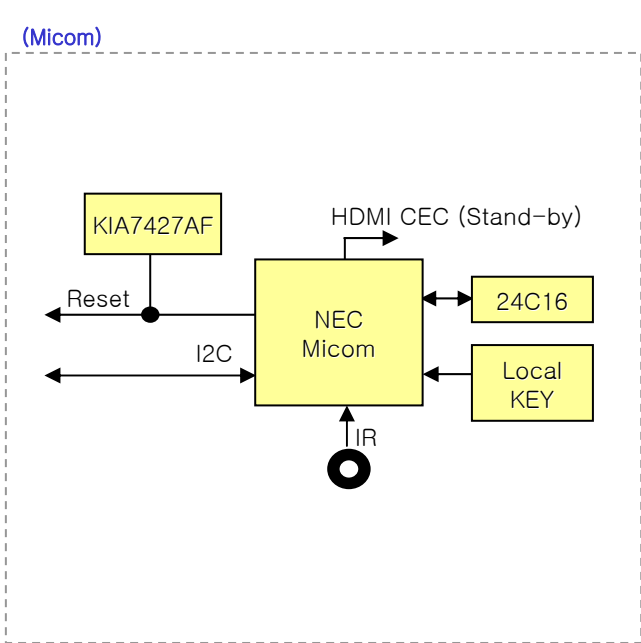 (Micom)
KIA7427AF
HDMI CEC (Stand-by)
Reset
24C16
NEC
Micom
I2C
Local
KEY
IR